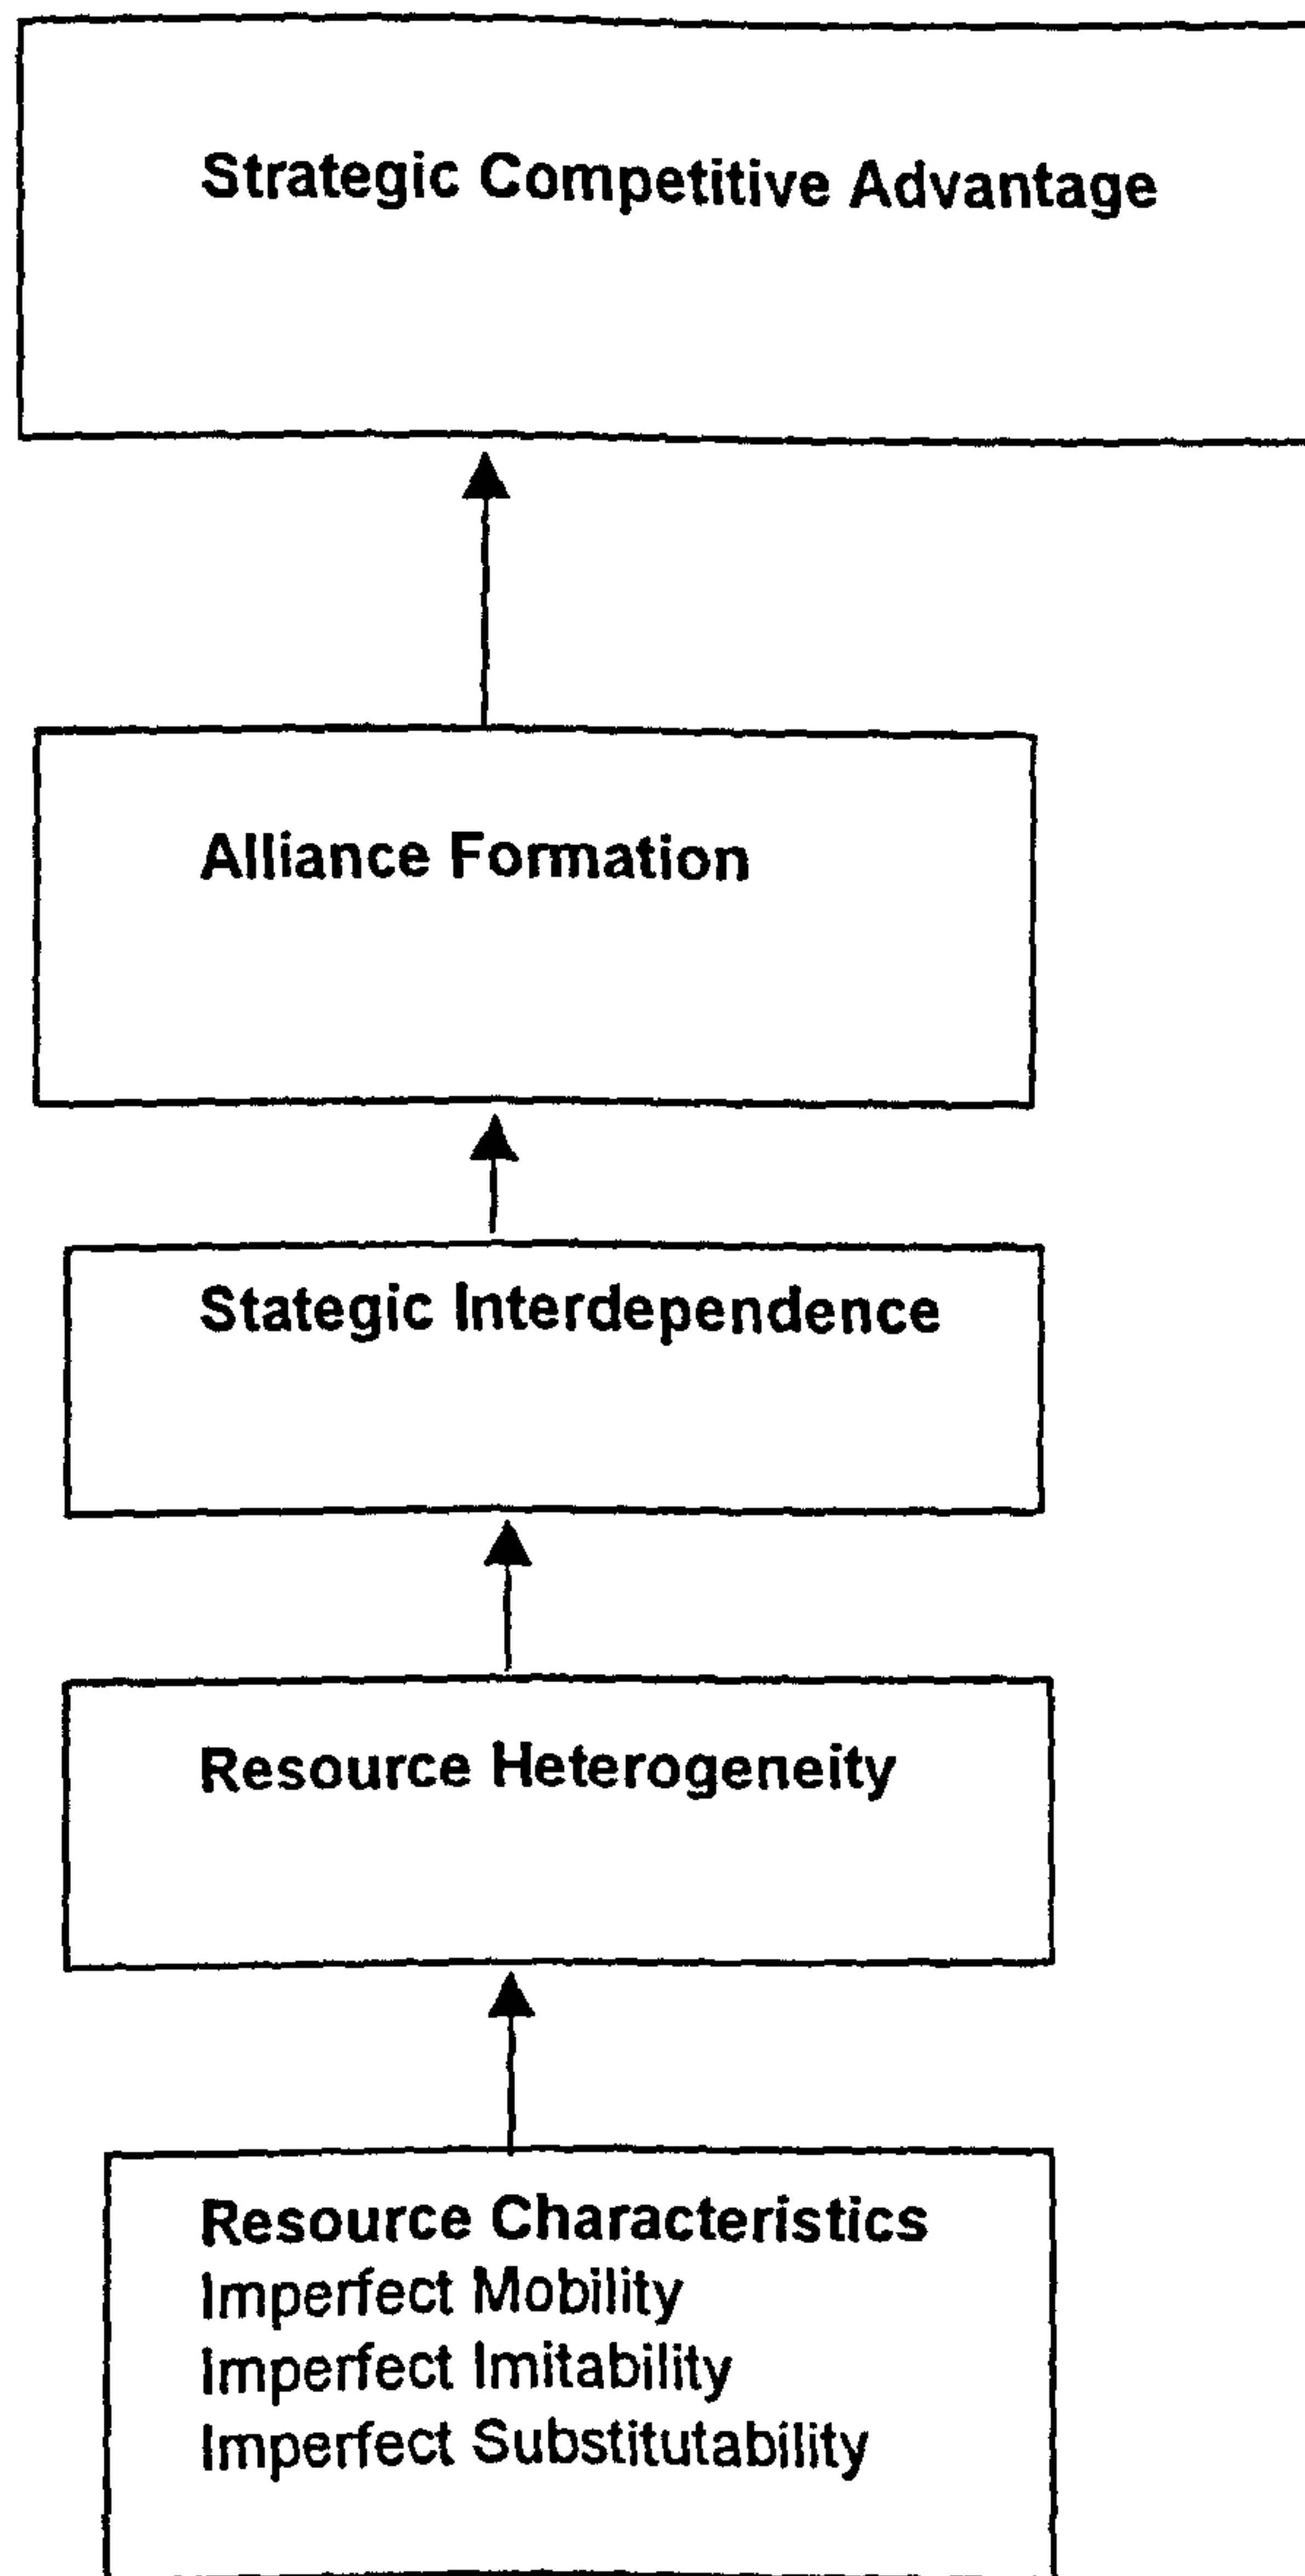 Strategic Competitive Advantage
Alliance Formation
Stategic Interdependence
Resource Heterogeneity
Resource Characteristics
Imperfect Mobility
Imperfect Imitability
Imperfect Substitutability